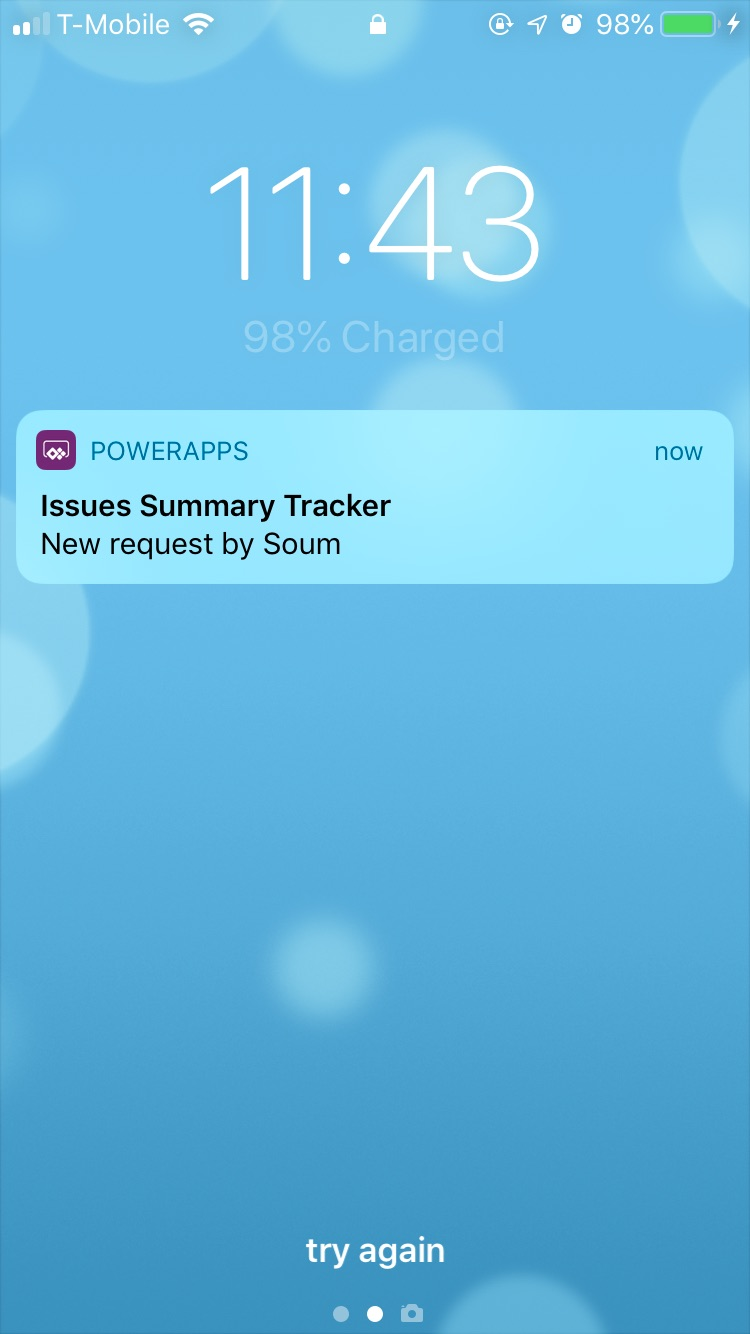 T-Mobile 98%
11:43
98% Charged
POWERAPPS now
Issues Summary Tracker
New request by Soum
try again